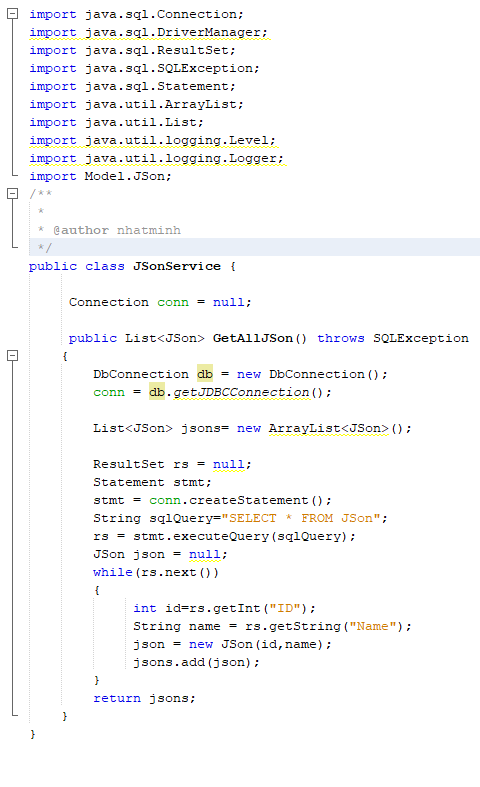 import java.sql.Connection;
import java.sql.DriverManager;
import java.sql.ResultSet;
import java.sql.SQLException;
import java.sql.Statement;
import java.util.ArrayList;
import java.util.List;
import java.util.logging.Level;
import java.util.logging.Logger;
import Model.JSon;
/**
 *
 * @author nhatminh
 */
public class JSonService {
     Connection conn = null;
     public List<JSon> GetAllJSon() throws SQLException
    {
        DbConnection db = new DbConnection();
        conn = db.getJDBCConnection();
        List<JSon> jsons= new ArrayList<JSon>();
        ResultSet rs = null;
        Statement stmt;
        stmt = conn.createStatement();
        String sqlQuery="SELECT * FROM JSon";
        rs = stmt.executeQuery(sqlQuery);
        JSon json = null;
        while(rs.next())
        {
             int id=rs.getInt("ID");
             String name = rs.getString("Name");
             json = new JSon(id,name);
             jsons.add(json);
        }
        return jsons;
    }
}